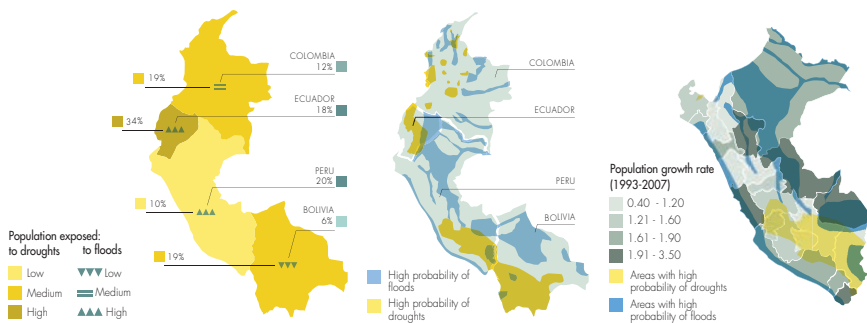 COLOMBIA
12%
19%
ECUADOR
18%
34%
PERU
20%
10%
BOLIVIA
6%
19%
Population exposed:
to droughts to floods
Low Low
Medium Medium
High High
COLOMBIA
ECUADOR
PERU
BOLIVIA
High probability of
floods
High probability of
droughts
Population growth rate
(1993-2007)
0.40 - 1.20
1.21 - 1.60
1.61 - 1.90
1.91 - 3.50
Areas with high
probability of droughts
Areas with high
probability of floods